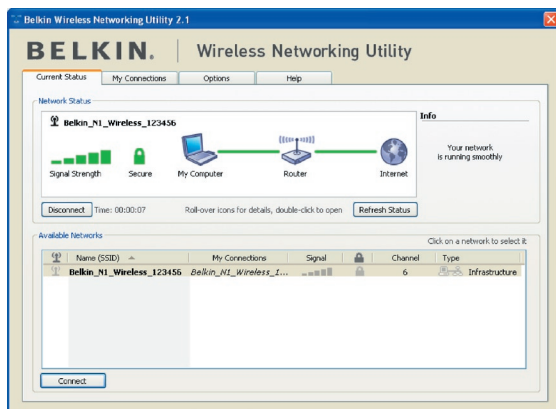 Belkin Wireless Networking Utility 2.1
BELKIN. Wireless Networking Utility
Current Status My Connections Options Help
Network Status
Info
Belkin_N1_Wireless_123456
Your network
is running smoothly
Signal Strength Secure My Computer Router Internet
Disconnect Time: 00:00:07 Roll-over icons for details, double-click to open Refresh Status
Available Networks
Click on a network to select it
Name (SSID) My Connections Signal Channel Type
Belkin_N1_Wireless_123456 Belkin_N1_Wireless_1... 6 Infrastructure
Connect